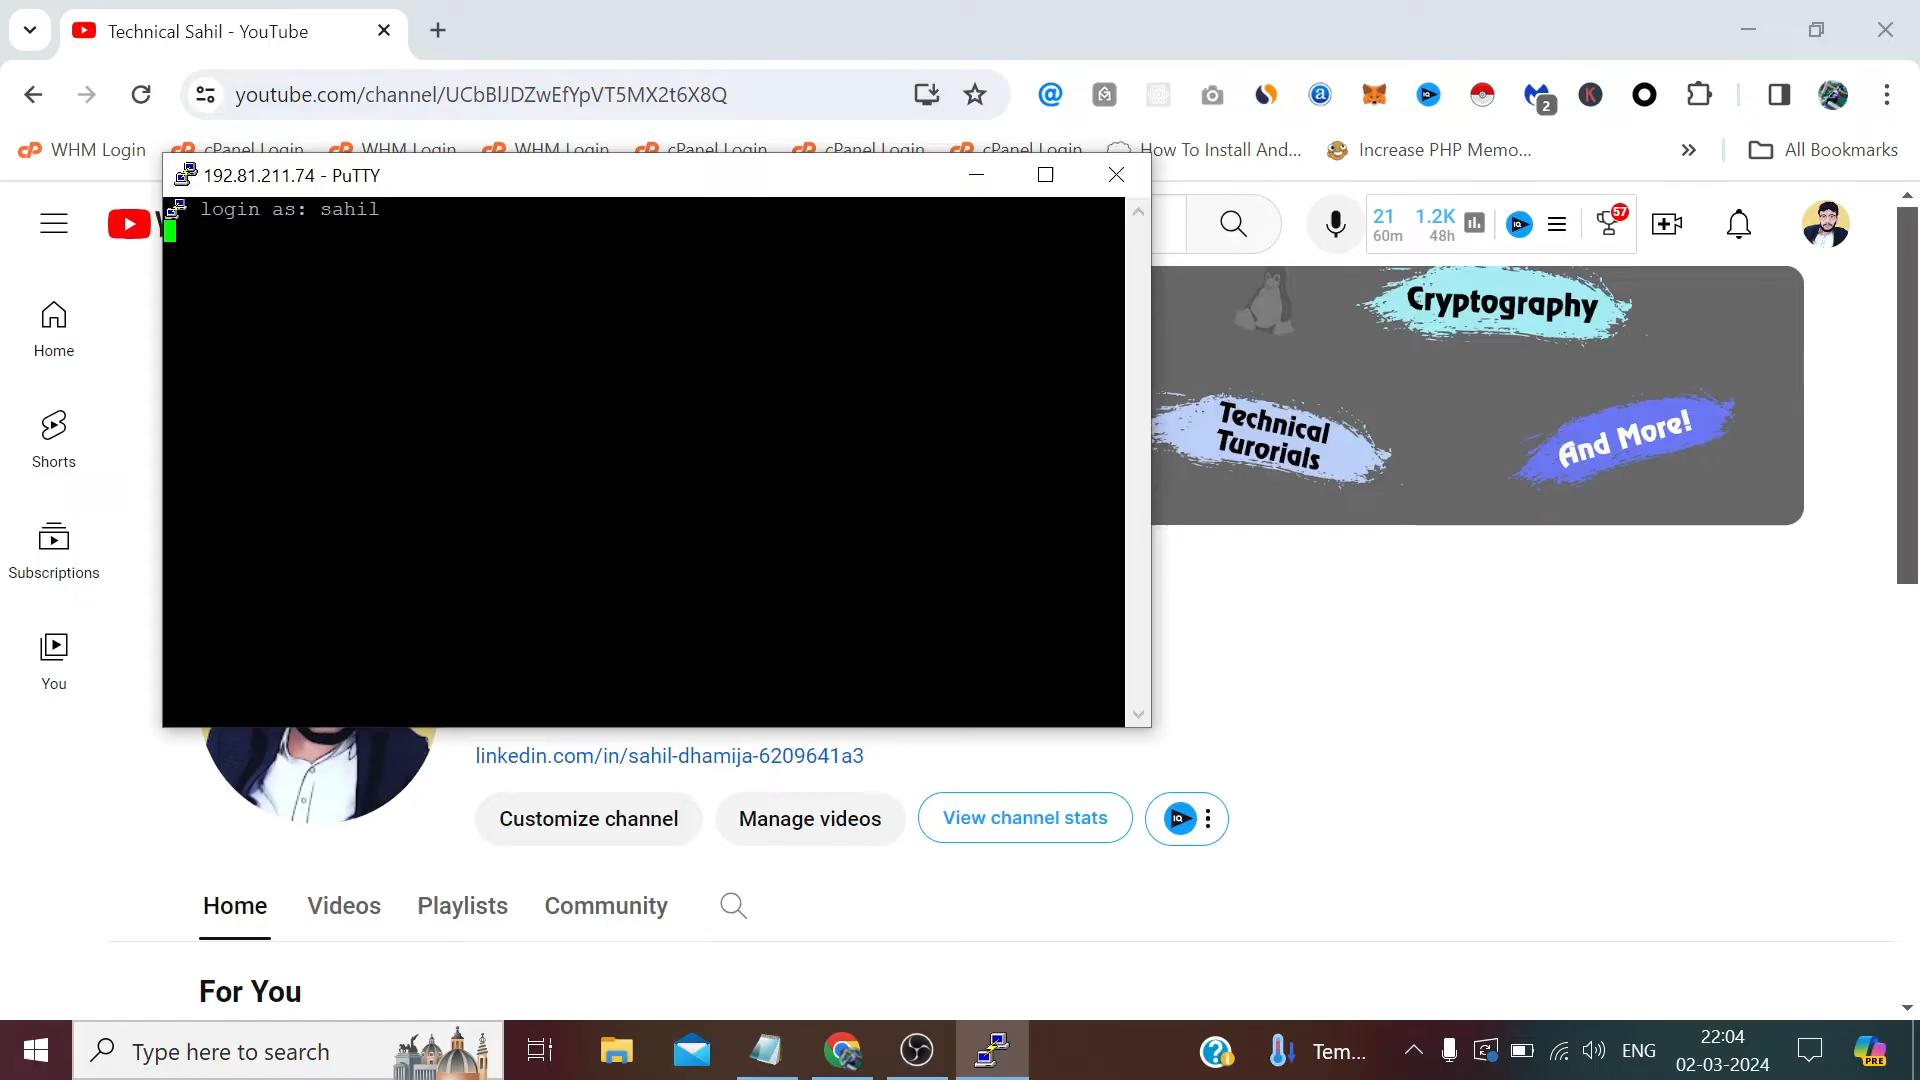 Technical Sahil - YouTube
youtube.com/channel/UCbBlJDZwEfYpVT5MX2t6X8Q
2
WHM Login
cPanel Login
WHM Login
WHM Login
cPanel Login
cPanel Login
cPanel Login
How To Install And...
Increase PHP Memo...
All Bookmarks
192.81.211.74 - PuTTY
login as: sahil
21
60m
1.2K
48h
57
Home
Shorts
Subscriptions
You
Cryptography
Technical
Turorials
And More!
linkedin.com/in/sahil-dhamija-6209641a3
Customize channel
Manage videos
View channel stats
IQ
Home
Videos
Playlists
Community
For You
Type here to search
Tem...
ENG
22:04
02-03-2024
PRE